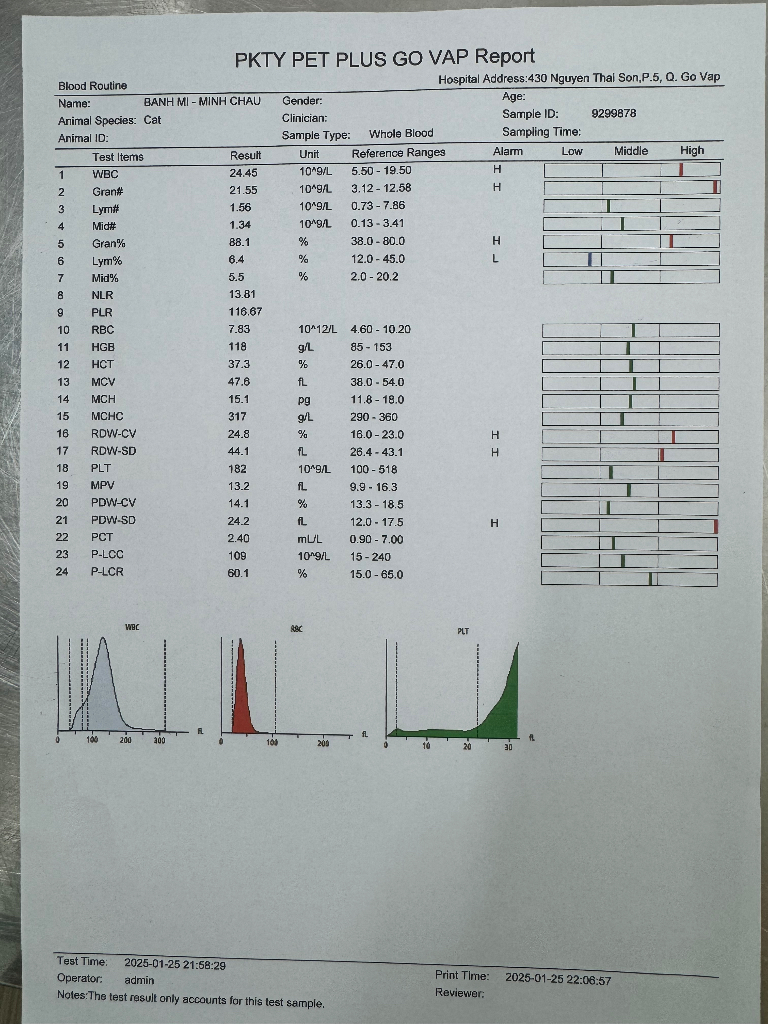 PKTY PET PLUS GO VAP Report
Blood Routine Hospital Address:430 Nguyen Thai Son,P.5, Q. Go Vap
Name: BANH MI - MINH CHAU Gender: Age:
Animal Species: Cat Clinician: Sample ID: 9299878
Animal ID: Sample Type: Whole Blood Sampling Time:
Test Items Result Unit Reference Ranges Alarm Low Middle High
1 WBC 24.45 10^9/L 5.50 - 19.50 H
2 Gran# 21.55 10^9/L 3.12 - 12.58 H
3 Lym# 1.56 10^9/L 0.73 - 7.86
4 Mid# 1.34 10^9/L 0.13 - 3.41
5 Gran% 88.1 % 38.0 - 80.0 H
6 Lym% 6.4 % 12.0 - 45.0 L
7 Mid% 5.5 % 2.0 - 20.2
8 NLR 13.81
9 PLR 116.67
10 RBC 7.83 10^12/L 4.60 - 10.20
11 HGB 118 g/L 85 - 153
12 HCT 37.3 % 26.0 - 47.0
13 MCV 47.6 fL 38.0 - 54.0
14 MCH 15.1 pg 11.8 - 18.0
15 MCHC 317 g/L 290 - 360
16 RDW-CV 24.8 % 16.0 - 23.0 H
17 RDW-SD 44.1 fL 26.4 - 43.1 H
18 PLT 182 10^9/L 100 - 518
19 MPV 13.2 fL 9.9 - 16.3
20 PDW-CV 14.1 % 13.3 - 18.5
21 PDW-SD 24.2 fL 12.0 - 17.5 H
22 PCT 2.40 mL/L 0.90 - 7.00
23 P-LCC 109 10^9/L 15 - 240
24 P-LCR 60.1 % 15.0 - 65.0
WBC RBC PLT
0 100 200 300 fL 0 100 200 fL 0 10 20 30 fL
Test Time: 2025-01-25 21:58:29
Operator: admin Print Time: 2025-01-25 22:06:57
Notes:The test result only accounts for this test sample. Reviewer: